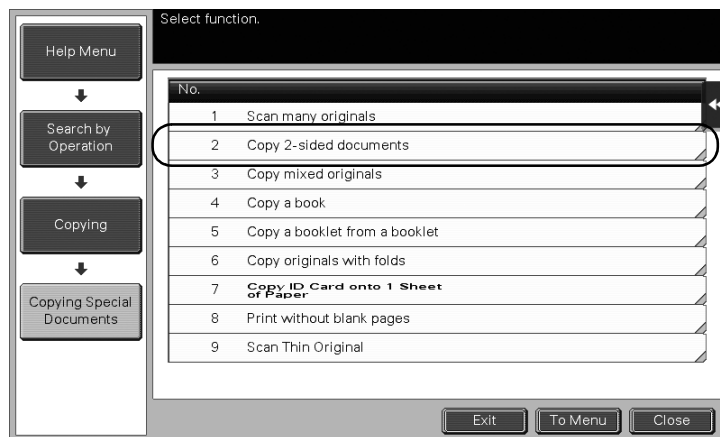 Select function.
Help Menu
Search by
Operation
Copying
Copying Special
Documents
No.
1 Scan many originals
2 Copy 2-sided documents
3 Copy mixed originals
4 Copy a book
5 Copy a booklet from a booklet
6 Copy originals with folds
7 Copy ID Card onto 1 Sheet
of Paper
8 Print without blank pages
9 Scan Thin Original
Exit To Menu Close